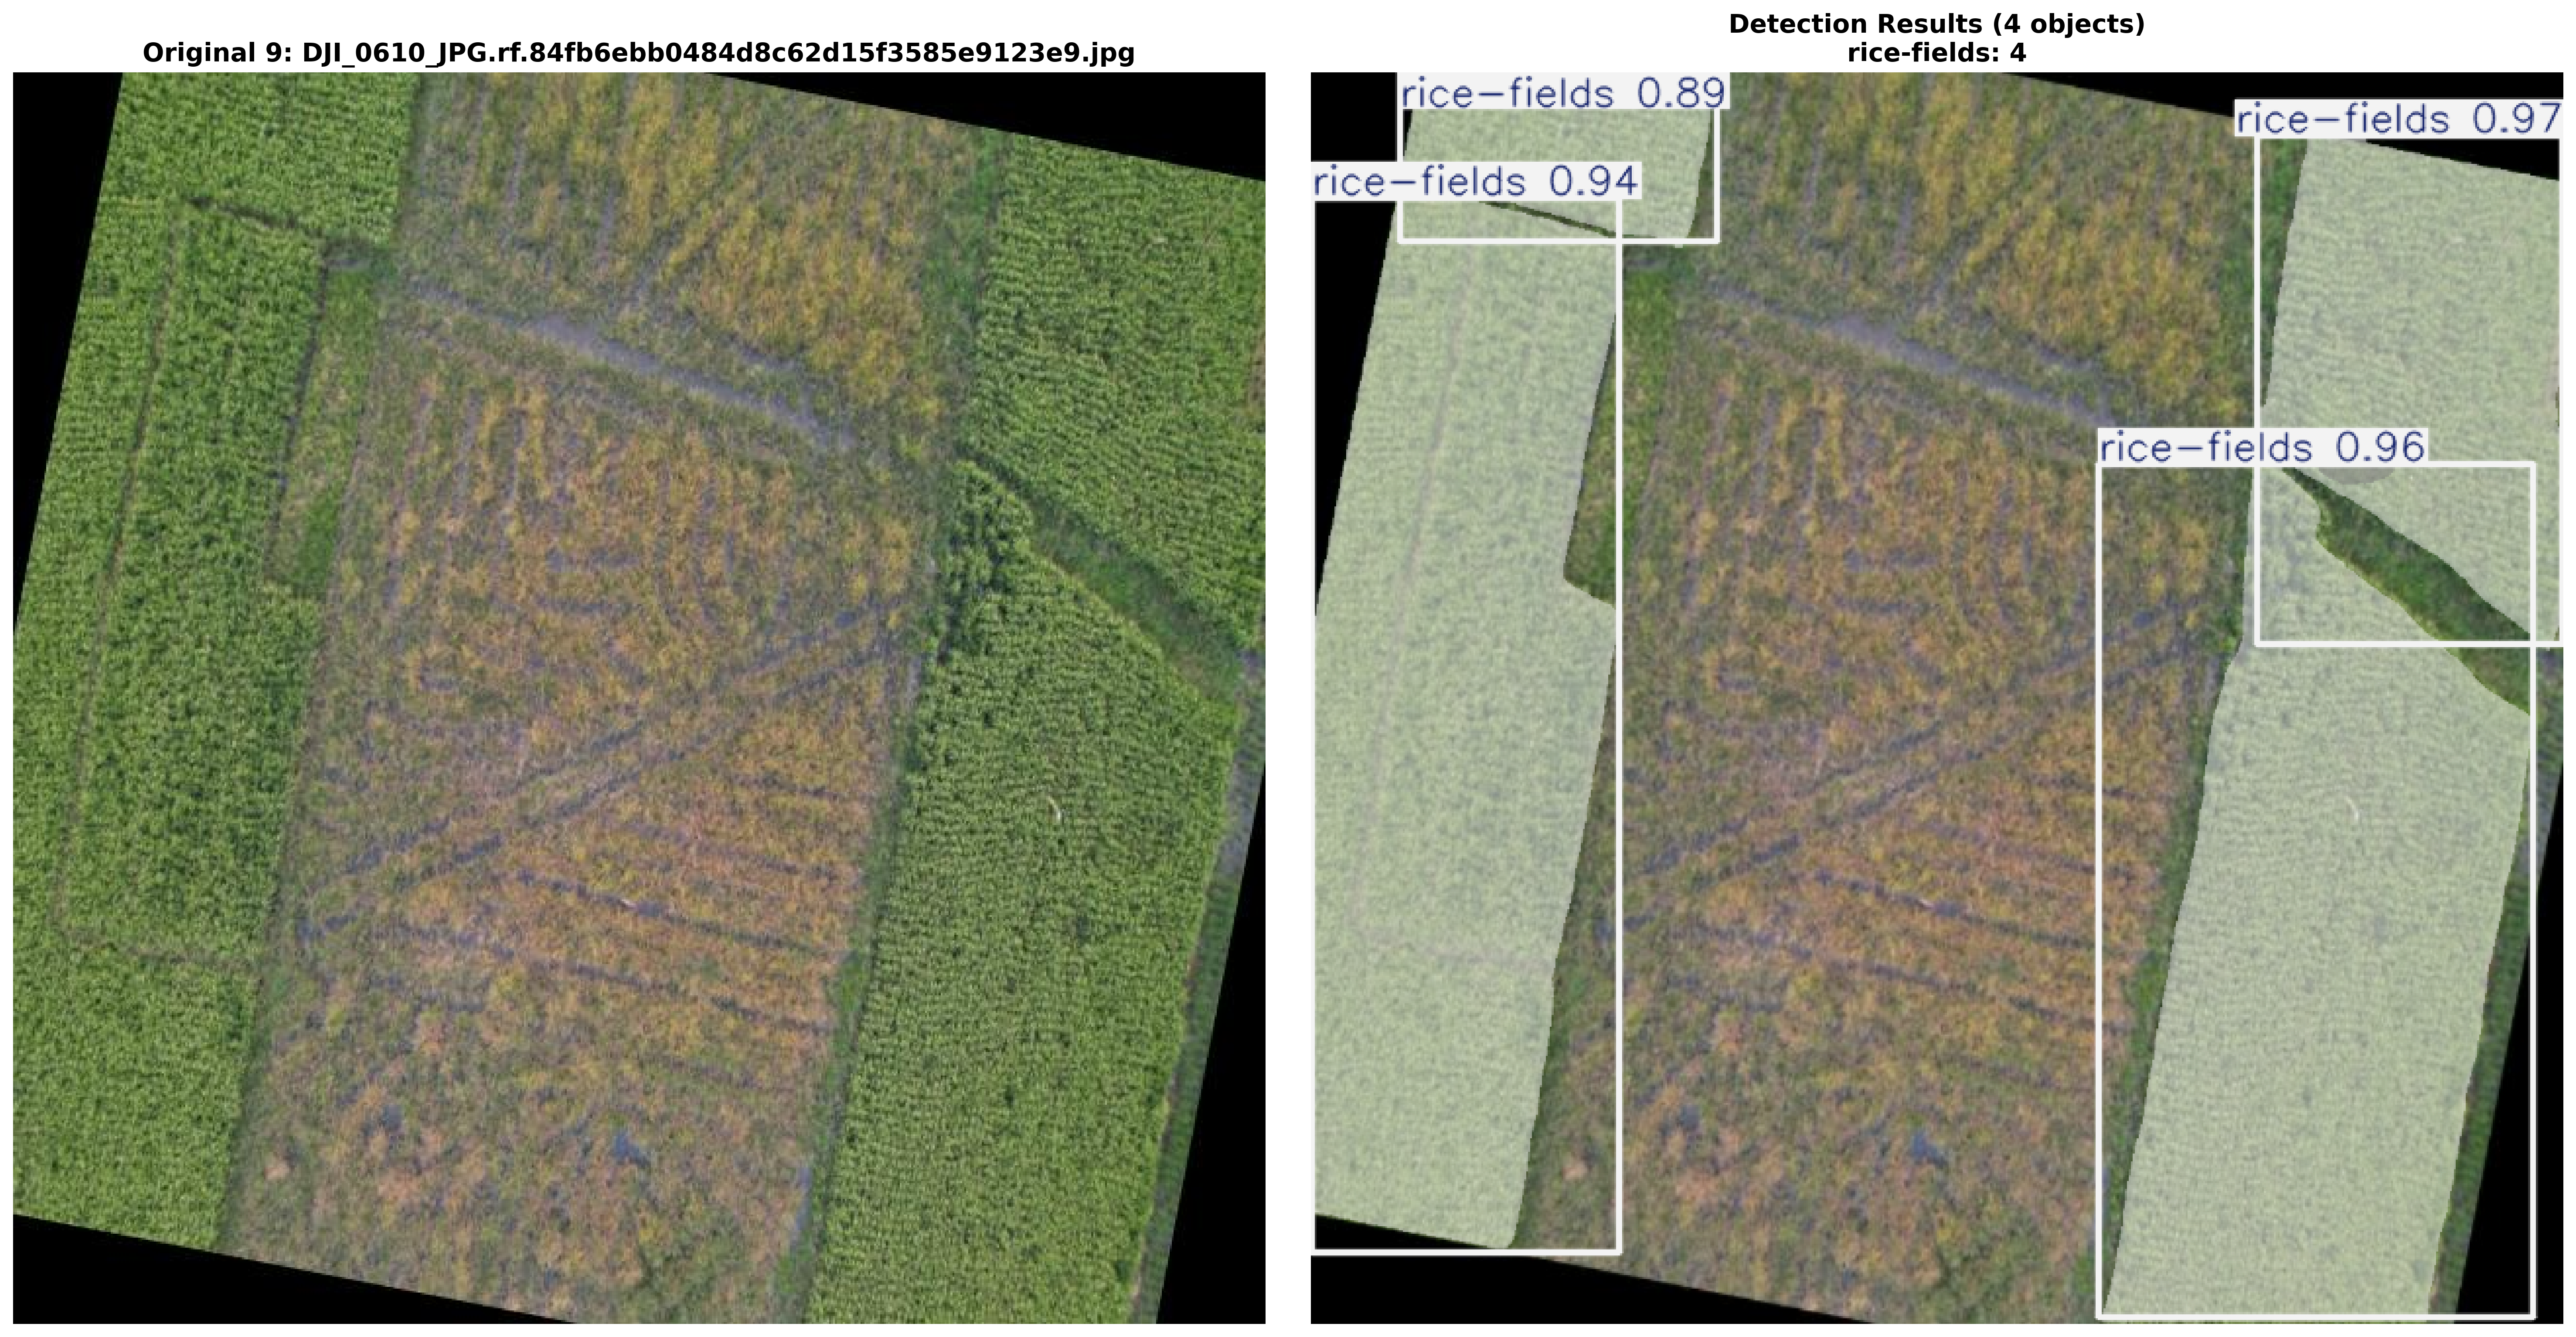 Original 9: DJI_0610_JPG.rf.84fb6ebb0484d8c62d15f3585e9123e9.jpg
Detection Results (4 objects)
rice-fields: 4
rice-fields 0.89
rice-fields 0.97
rice-fields 0.94
rice-fields 0.96